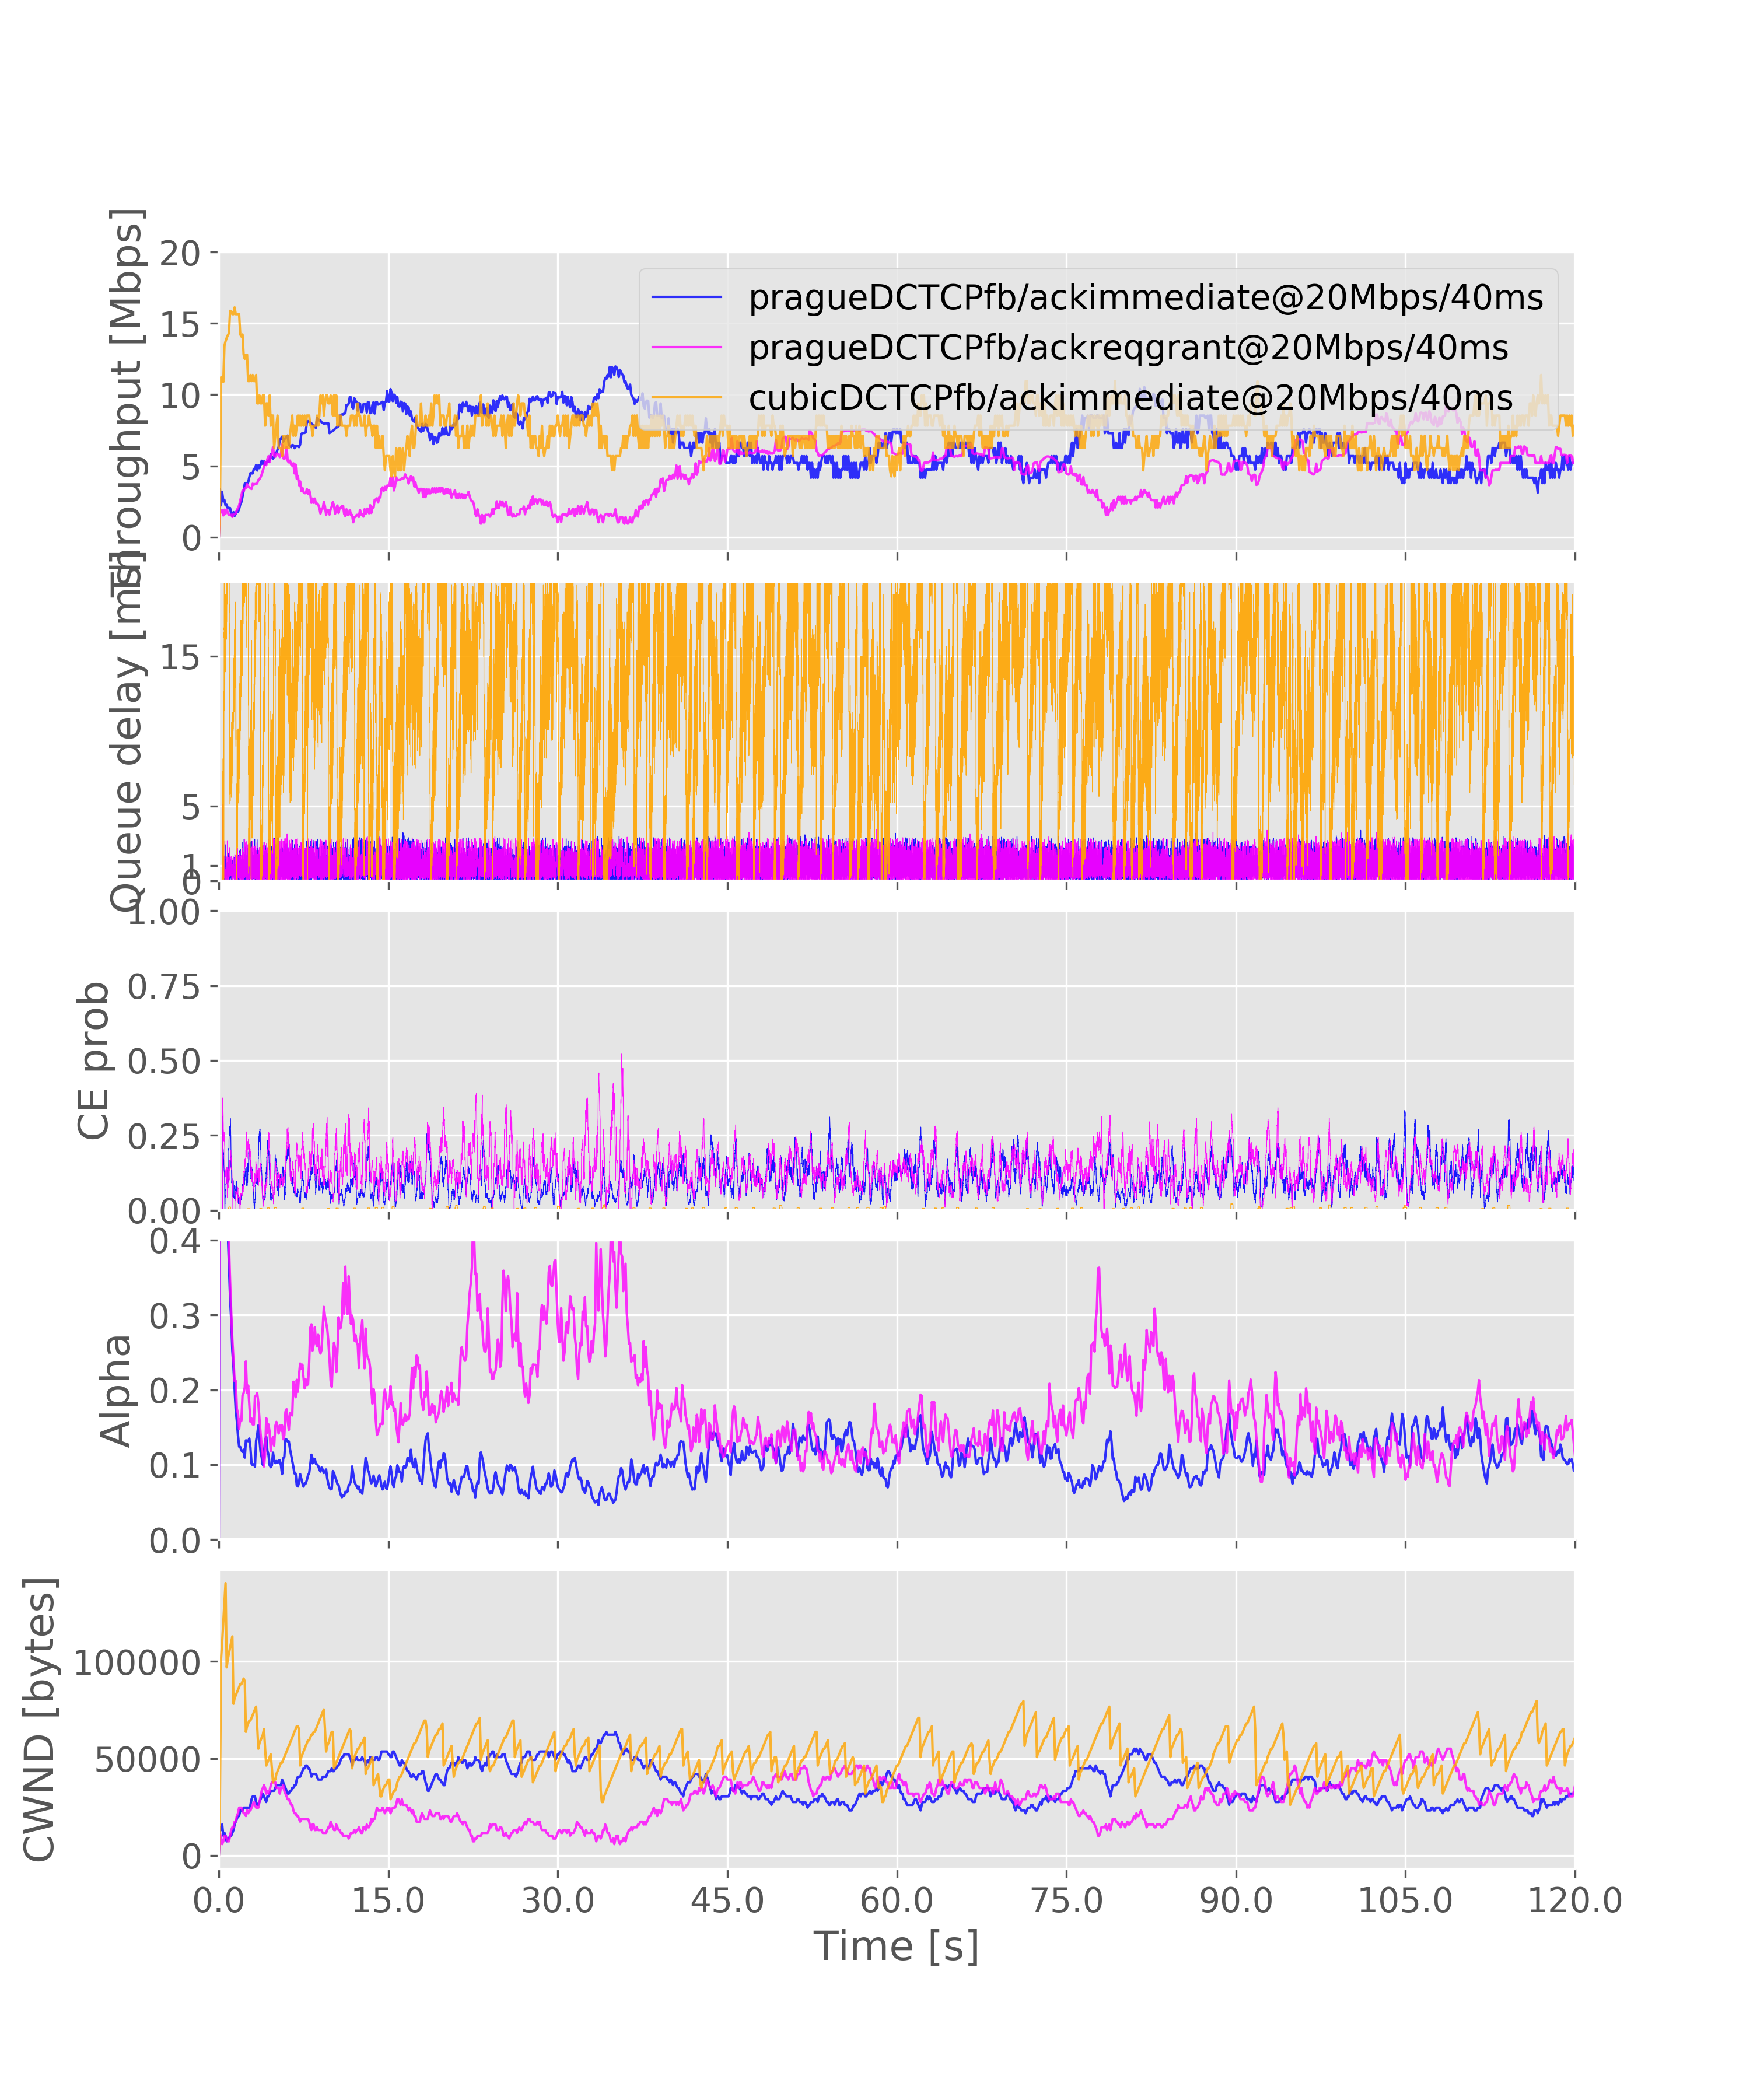 Throughput [Mbps]
20
15
10
5
0
pragueDCTCPfb/ackimmediate@20Mbps/40ms
pragueDCTCPfb/ackreqgrant@20Mbps/40ms
cubicDCTCPfb/ackimmediate@20Mbps/40ms
Queue delay [ms]
15
5
1
0
CE prob
1.00
0.75
0.50
0.25
0.00
Alpha
0.4
0.3
0.2
0.1
0.0
CWND [bytes]
100000
50000
0
0.0 15.0 30.0 45.0 60.0 75.0 90.0 105.0 120.0
Time [s]